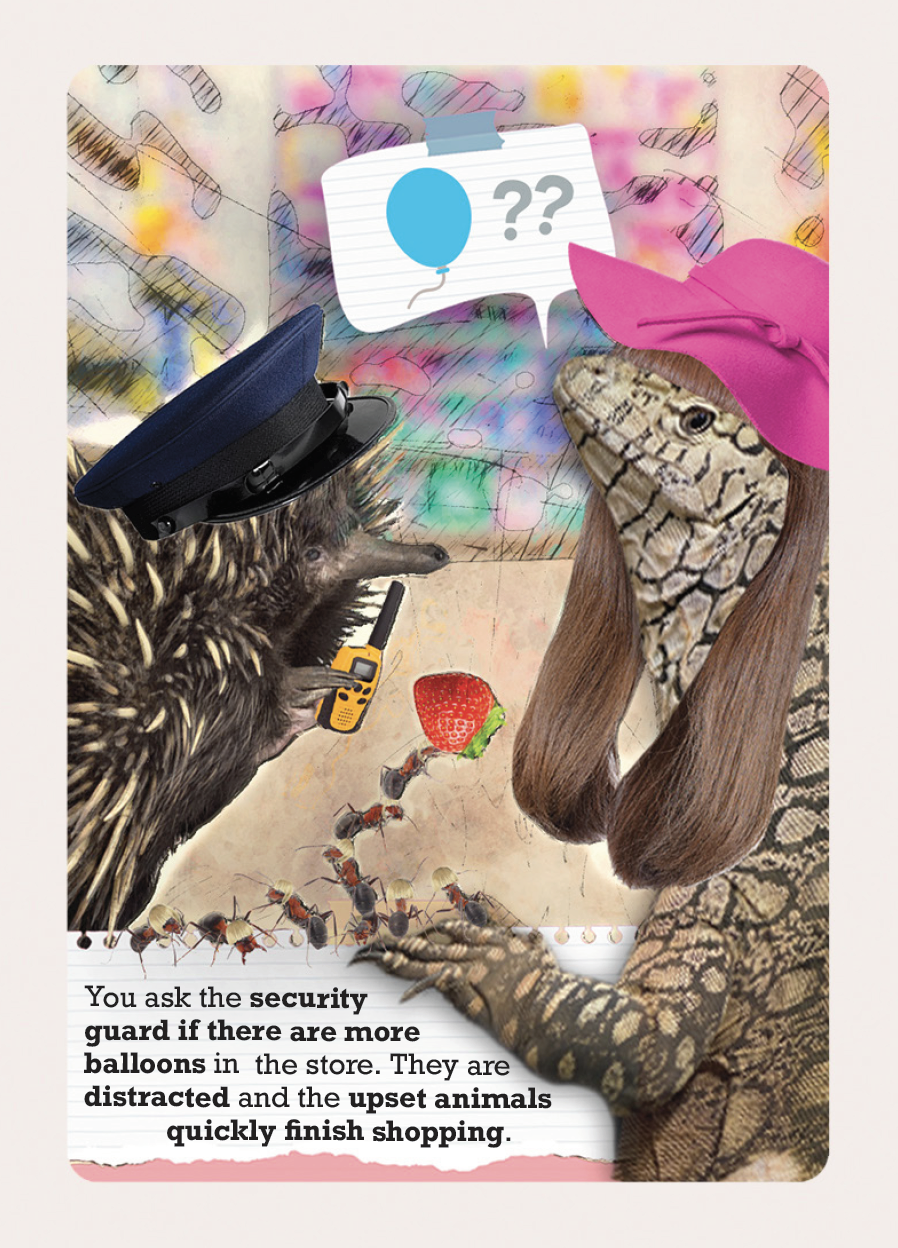 ??
You ask the security
guard if there are more
balloons in the store. They are
distracted and the upset animals
quickly finish shopping.